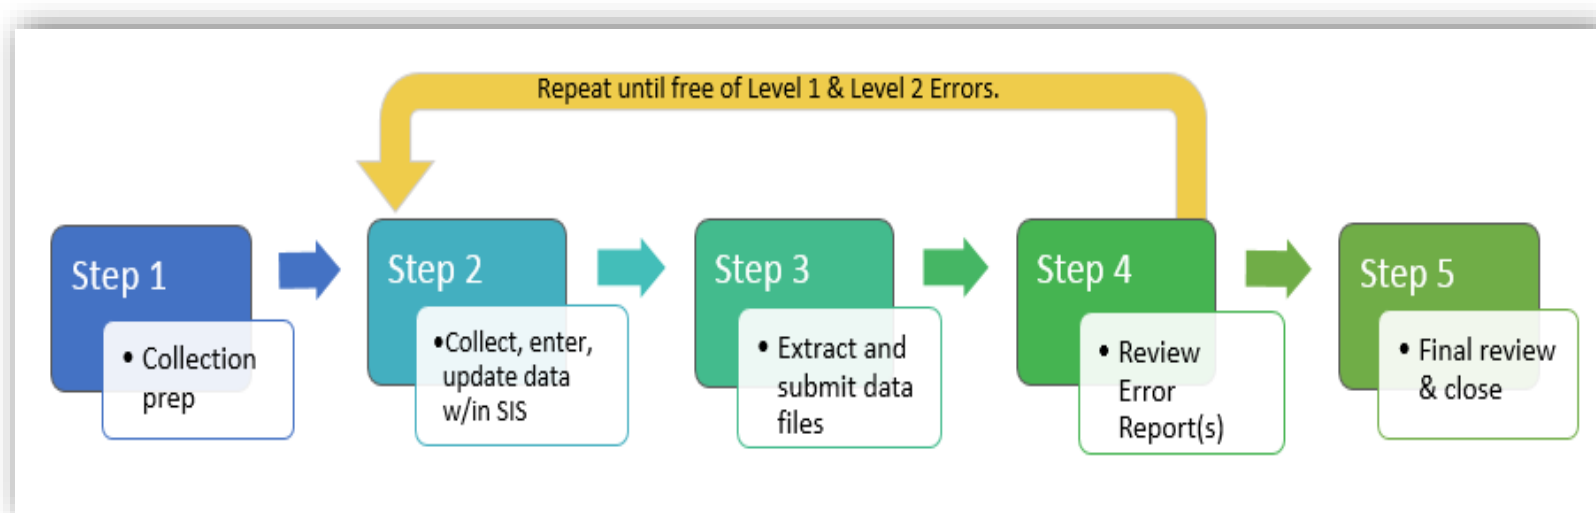 Repeat until free of Level 1 & Level 2 Errors.
Step 1
• Collection
prep
Step 2
•Collect, enter,
update data
w/in SIS
Step 3
• Extract and
submit data
files
Step 4
• Review
Error
Report(s)
Step 5
• Final review
& close